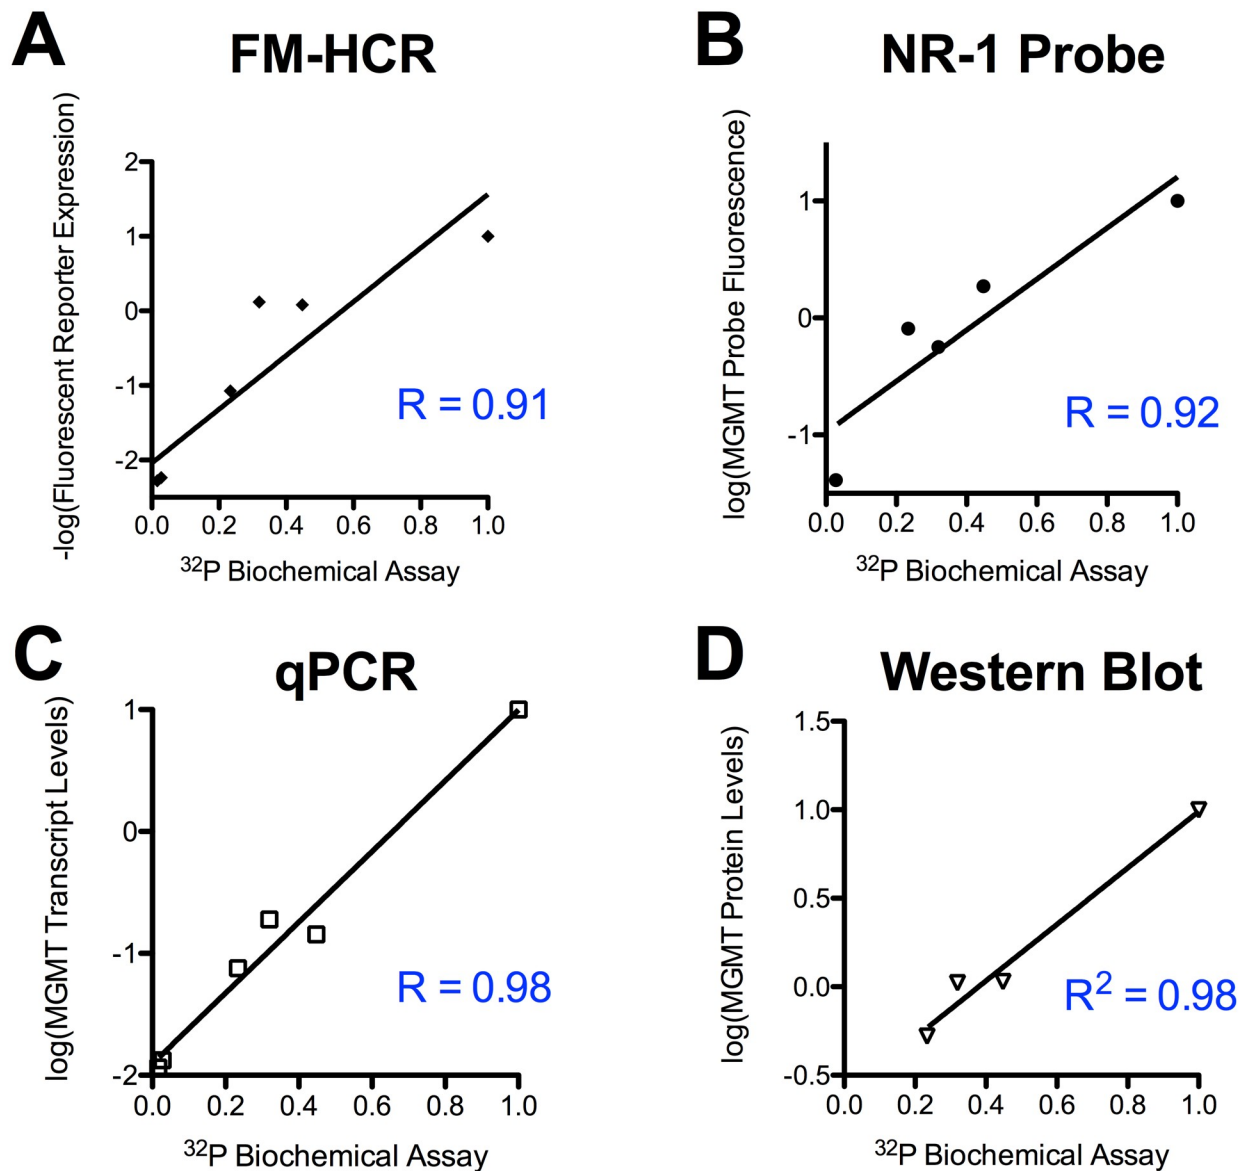 A
FM-HCR
-log(Fluorescent Reporter Expression)
2
1
0
-1
-2
R = 0.91
0.0 0.2 0.4 0.6 0.8 1.0
³²P Biochemical Assay
B
NR-1 Probe
log(MGMT Probe Fluorescence)
1
0
-1
R = 0.92
0.0 0.2 0.4 0.6 0.8 1.0
³²P Biochemical Assay
C
qPCR
log(MGMT Transcript Levels)
1
0
-1
-2
R = 0.98
0.0 0.2 0.4 0.6 0.8 1.0
³²P Biochemical Assay
D
Western Blot
log(MGMT Protein Levels)
1.5
1.0
0.5
0.0
-0.5
R² = 0.98
0.0 0.2 0.4 0.6 0.8 1.0
³²P Biochemical Assay